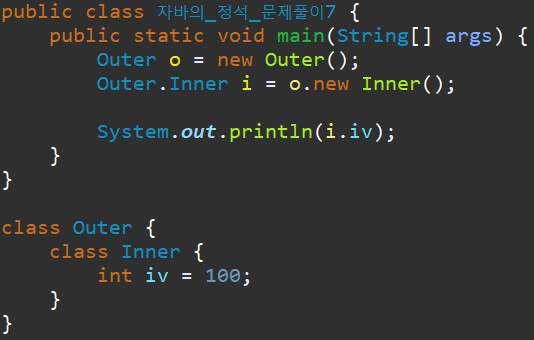 public class 자바의_정석_문제풀이7 {
    public static void main(String[] args) {
        Outer o = new Outer();
        Outer.Inner i = o.new Inner();

        System.out.println(i.iv);
    }
}

class Outer {
    class Inner {
        int iv = 100;
    }
}